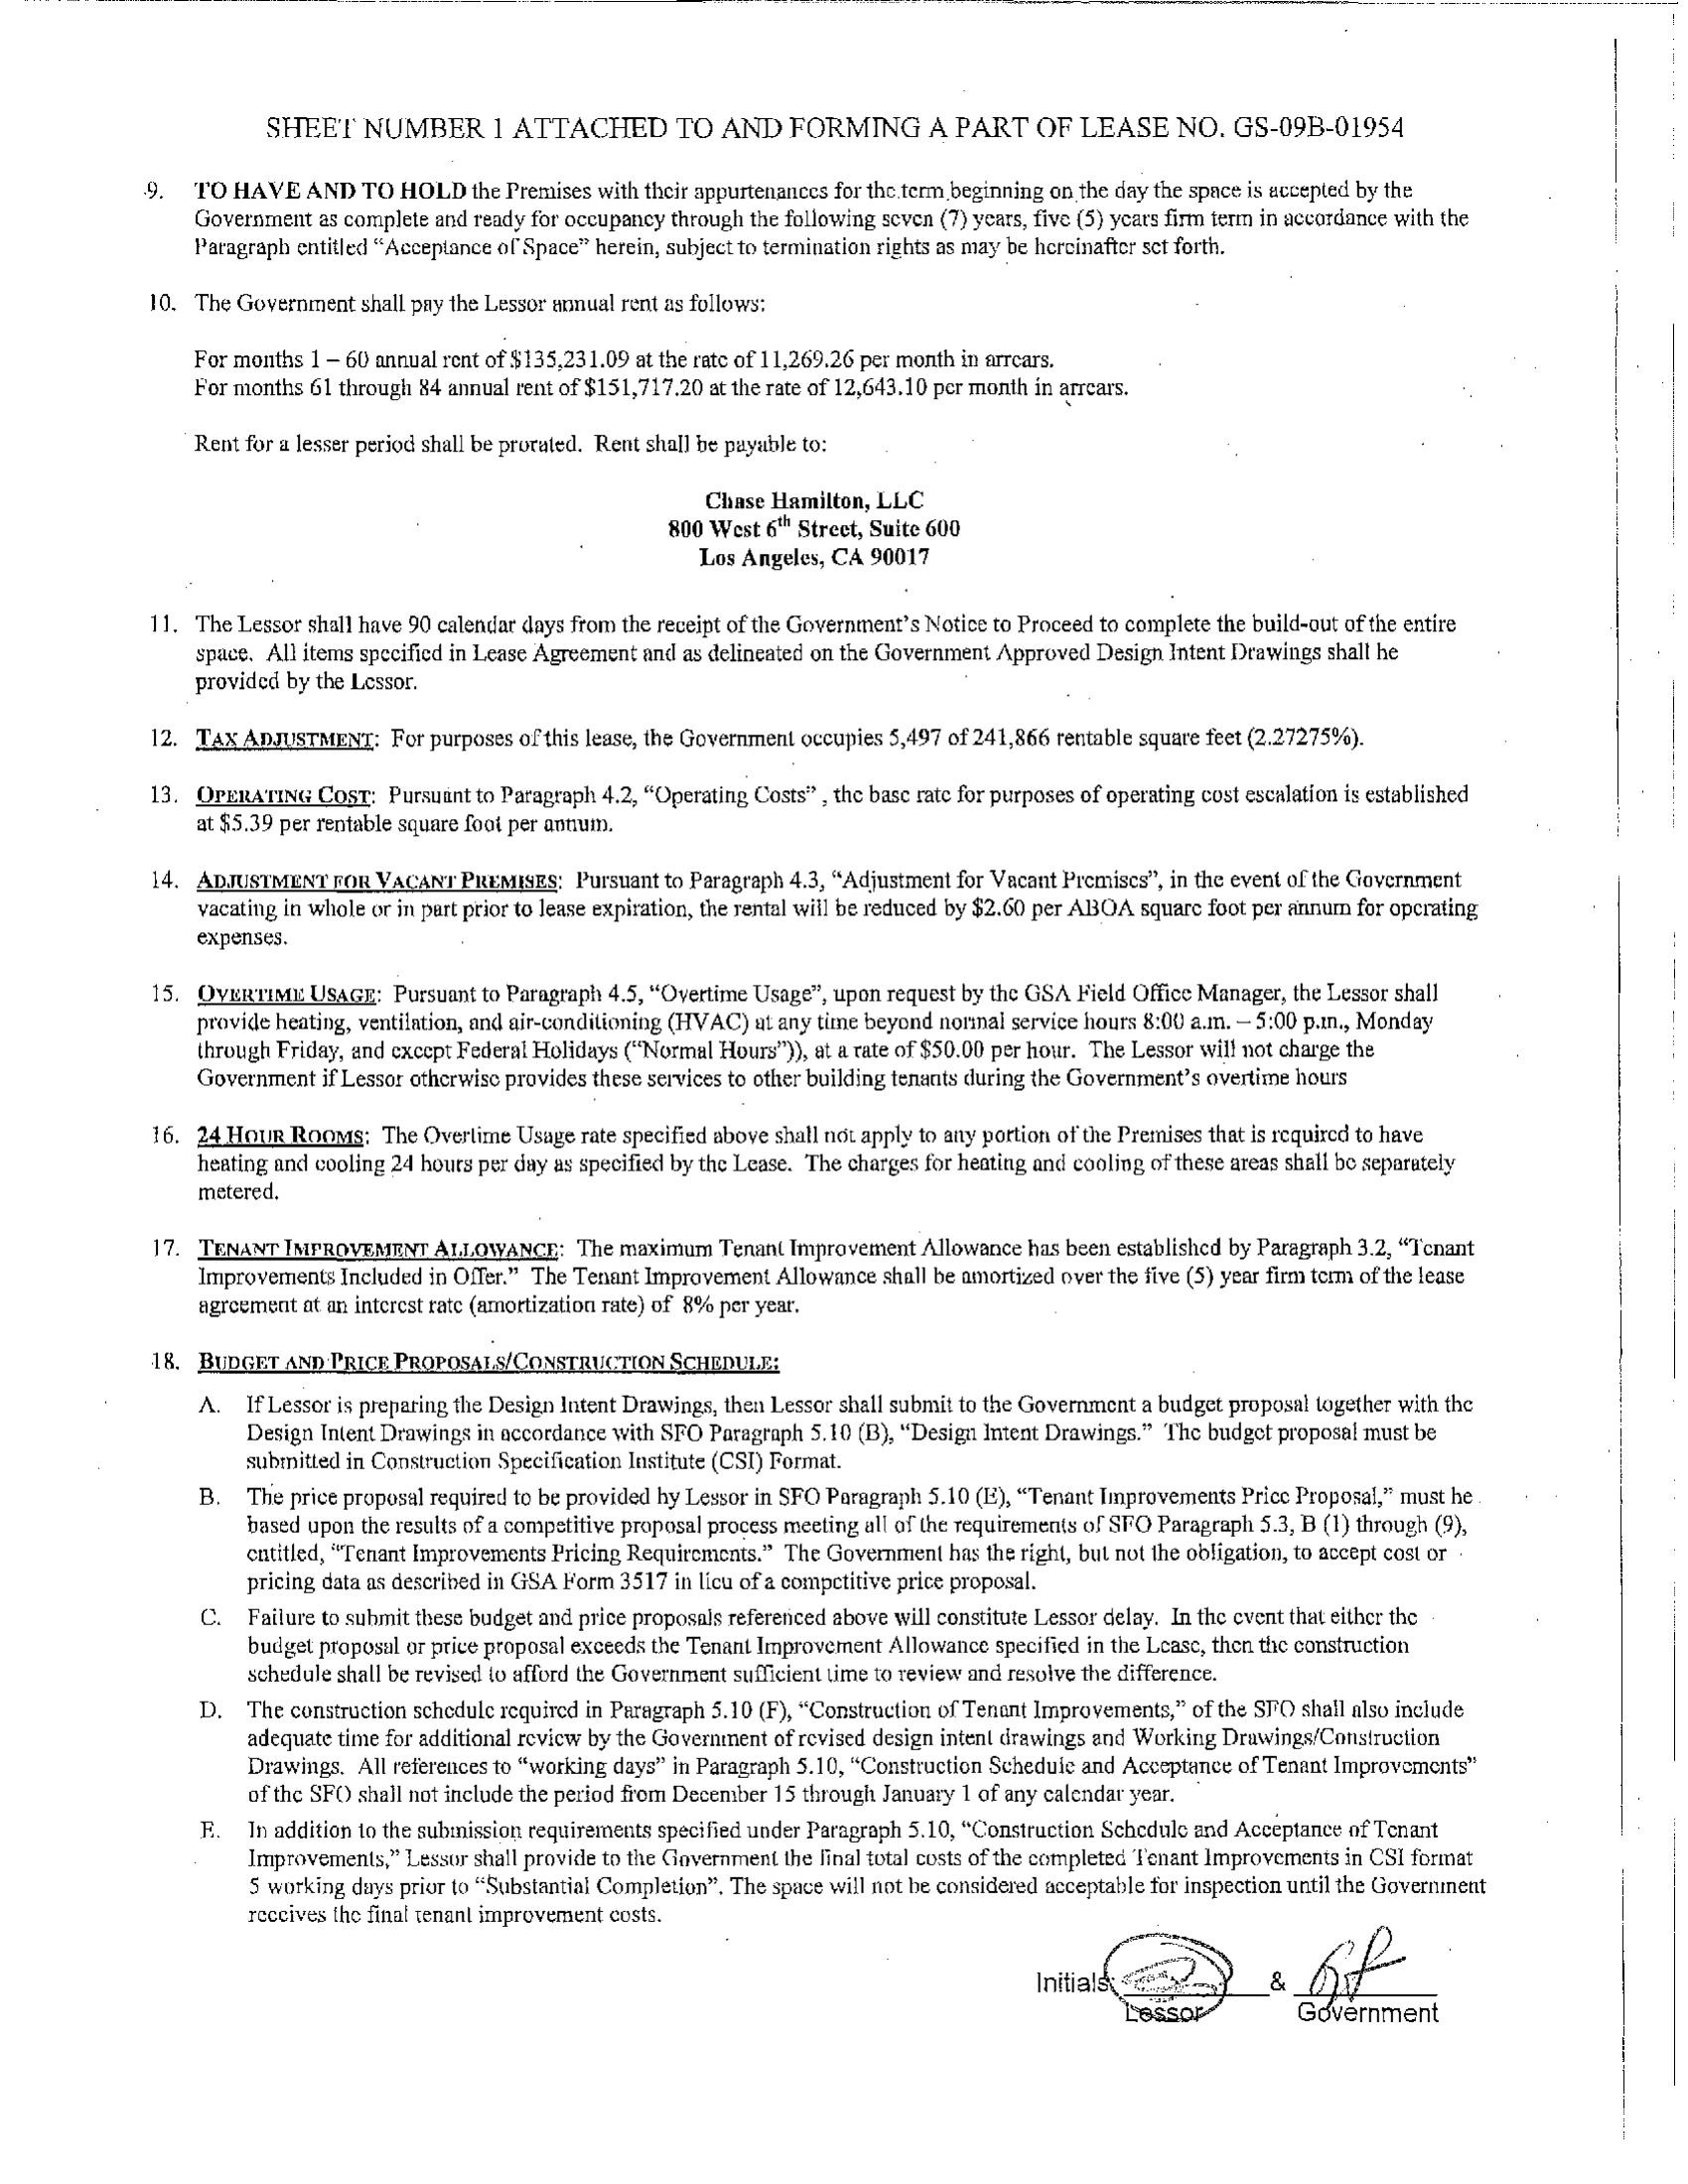 SHEET NUMBER 1 ATTACHED TO AND FORMING A PART OF LEASE NO. GS-09B-01954
9. TO HAVE AND TO HOLD the Premises with their appurtenances for the term beginning on the day the space is accepted by the
Government as complete and ready for occupancy through the following seven (7) years, five (5) years firm term in accordance with the
Paragraph entitled “Acceptance of Space” herein, subject to termination rights as may be hereinafter set forth.
10. The Government shall pay the Lessor annual rent as follows:
For months 1 – 60 annual rent of $135,231.09 at the rate of 11,269.26 per month in arrears.
For months 61 through 84 annual rent of $151,717.20 at the rate of 12,643.10 per month in arrears.
Rent for a lesser period shall be prorated. Rent shall be payable to:
Chase Hamilton, LLC
800 West 6th Street, Suite 600
Los Angeles, CA 90017
11. The Lessor shall have 90 calendar days from the receipt of the Government’s Notice to Proceed to complete the build-out of the entire
space. All items specified in Lease Agreement and as delineated on the Government Approved Design Intent Drawings shall be
provided by the Lessor.
12. TAX ADJUSTMENT: For purposes of this lease, the Government occupies 5,497 of 241,866 rentable square feet (2.27275%).
13. OPERATING COST: Pursuant to Paragraph 4.2, “Operating Costs” , the base rate for purposes of operating cost escalation is established
at $5.39 per rentable square foot per annum.
14. ADJUSTMENT FOR VACANT PREMISES: Pursuant to Paragraph 4.3, “Adjustment for Vacant Premises”, in the event of the Government
vacating in whole or in part prior to lease expiration, the rental will be reduced by $2.60 per ABOA square foot per annum for operating
expenses.
15. OVERTIME USAGE: Pursuant to Paragraph 4.5, “Overtime Usage”, upon request by the GSA Field Office Manager, the Lessor shall
provide heating, ventilation, and air-conditioning (HVAC) at any time beyond normal service hours 8:00 a.m. – 5:00 p.m., Monday
through Friday, and except Federal Holidays (“Normal Hours”)), at a rate of $50.00 per hour. The Lessor will not charge the
Government if Lessor otherwise provides these services to other building tenants during the Government’s overtime hours
16. 24 HOUR ROOMS: The Overtime Usage rate specified above shall not apply to any portion of the Premises that is required to have
heating and cooling 24 hours per day as specified by the Lease. The charges for heating and cooling of these areas shall be separately
metered.
17. TENANT IMPROVEMENT ALLOWANCE: The maximum Tenant Improvement Allowance has been established by Paragraph 3.2, “Tenant
Improvements Included in Offer.” The Tenant Improvement Allowance shall be amortized over the five (5) year firm term of the lease
agreement at an interest rate (amortization rate) of 8% per year.
18. BUDGET AND PRICE PROPOSALS/CONSTRUCTION SCHEDULE:
A. If Lessor is preparing the Design Intent Drawings, then Lessor shall submit to the Government a budget proposal together with the
Design Intent Drawings in accordance with SFO Paragraph 5.10 (B), “Design Intent Drawings.” The budget proposal must be
submitted in Construction Specification Institute (CSI) Format.
B. The price proposal required to be provided by Lessor in SFO Paragraph 5.10 (E), “Tenant Improvements Price Proposal,” must be
based upon the results of a competitive proposal process meeting all of the requirements of SFO Paragraph 5.3, B (1) through (9),
entitled, “Tenant Improvements Pricing Requirements.” The Government has the right, but not the obligation, to accept cost or
pricing data as described in GSA Form 3517 in lieu of a competitive price proposal.
C. Failure to submit these budget and price proposals referenced above will constitute Lessor delay. In the event that either the
budget proposal or price proposal exceeds the Tenant Improvement Allowance specified in the Lease, then the construction
schedule shall be revised to afford the Government sufficient time to review and resolve the difference.
D. The construction schedule required in Paragraph 5.10 (F), “Construction of Tenant Improvements,” of the SFO shall also include
adequate time for additional review by the Government of revised design intent drawings and Working Drawings/Construction
Drawings. All references to “working days” in Paragraph 5.10, “Construction Schedule and Acceptance of Tenant Improvements”
of the SFO shall not include the period from December 15 through January 1 of any calendar year.
E. In addition to the submission requirements specified under Paragraph 5.10, “Construction Schedule and Acceptance of Tenant
Improvements,” Lessor shall provide to the Government the final total costs of the completed Tenant Improvements in CSI format
5 working days prior to “Substantial Completion”. The space will not be considered acceptable for inspection until the Government
receives the final tenant improvement costs.
Initials: &
Lessor Government